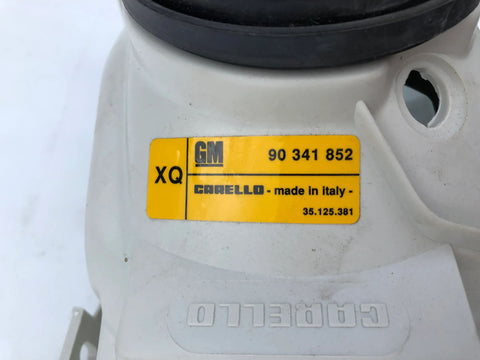 XQ
GM 90 341 852
CARELLO - made in italy -
35.125.381
CARELLO